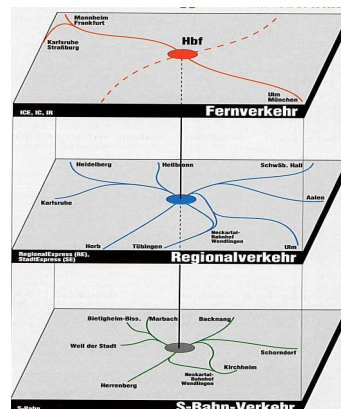 Mannheim
Frankfurt
Hbf
Karlsruhe
Straßburg
Ulm
München
ICE, IC, IR
Fernverkehr
Heidelberg
Heilbronn
Schwäb. Hall
Karlsruhe
Aalen
Neckartal-
Bahnhof
Wendlingen
Horb
Tübingen
Ulm
RegionalExpress (RE),
StadtExpress (SE)
Regionalverkehr
Bietigheim-Biss.
Marbach
Backnang
Weil der Stadt
Schorndorf
Neckartal-
Bahnhof
Wendlingen
Kirchheim
Herrenberg
S-Bahn
S-Bahn-Verkehr